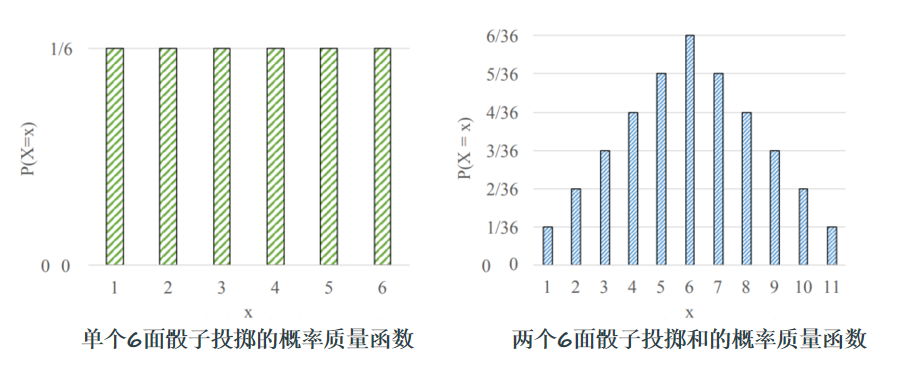 1/6
P(X=x)
0 0
1 2 3 4 5 6
x
单个6面骰子投掷的概率质量函数
6/36
5/36
4/36
3/36
2/36
1/36
P(X = x)
0 0
1 2 3 4 5 6 7 8 9 10 11
x
两个6面骰子投掷和的概率质量函数